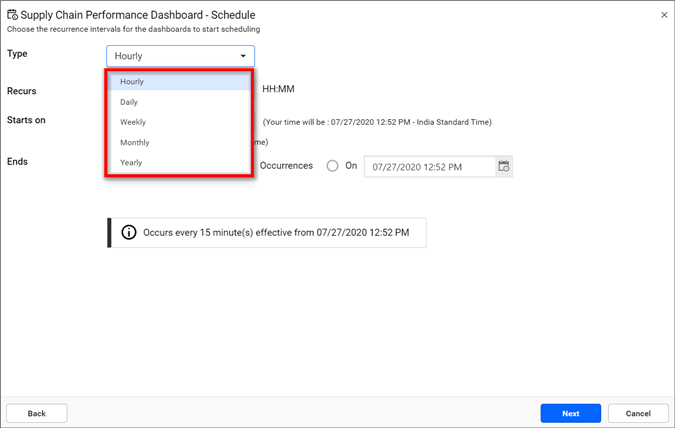 Supply Chain Performance Dashboard - Schedule
Choose the recurrence intervals for the dashboards to start scheduling
Type
Hourly
Hourly
Daily
Weekly
Monthly
Yearly
Recurs
HH:MM
Starts on
(Your time will be : 07/27/2020 12:52 PM - India Standard Time)
me)
Ends
Occurrences On 07/27/2020 12:52 PM
Occurs every 15 minute(s) effective from 07/27/2020 12:52 PM
Back Next Cancel